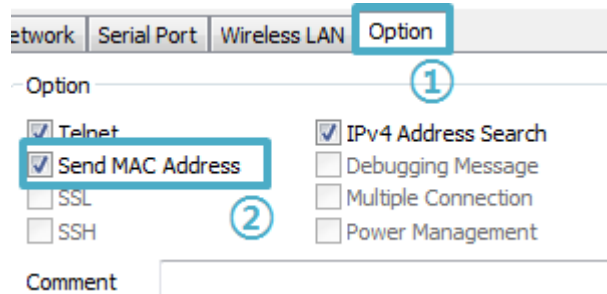 etwork Serial Port Wireless LAN Option
①
Option
Telnet IPv4 Address Search
Send MAC Address Debugging Message
SSL Multiple Connection
②
SSH Power Management
Comment